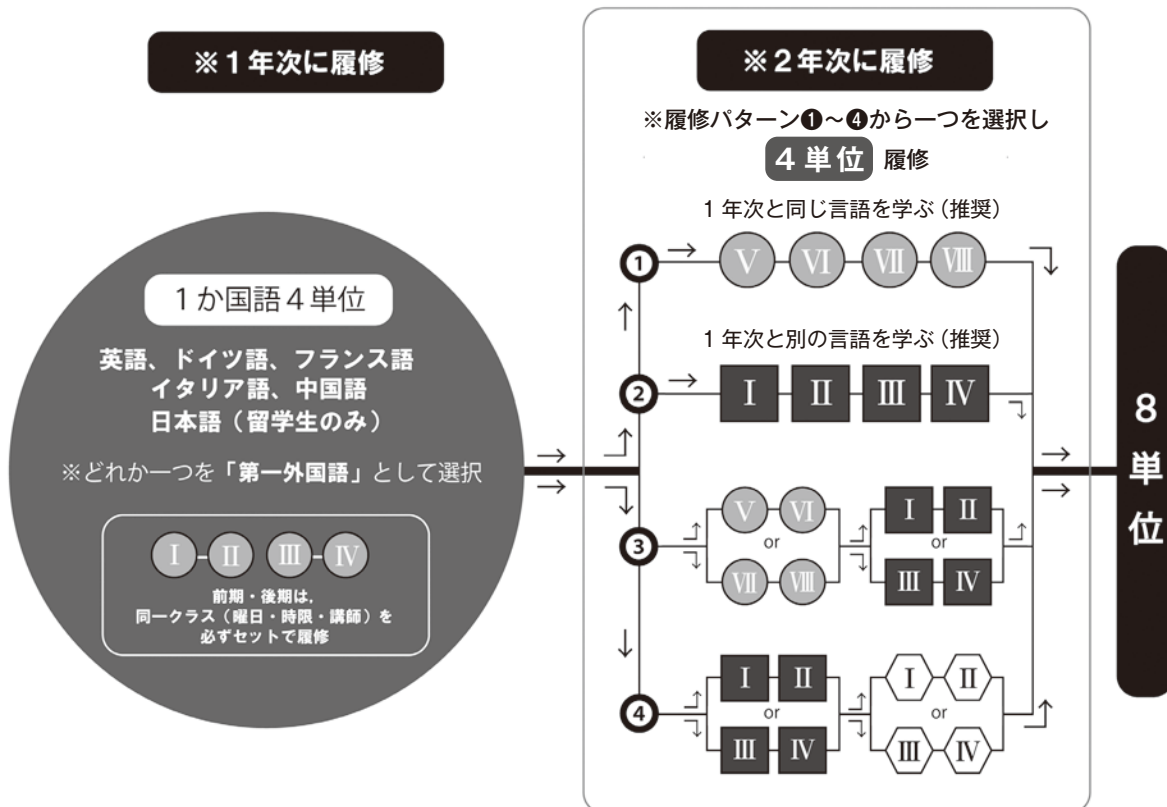 ※1年次に履修
1か国語4単位
英語、ドイツ語、フランス語
イタリア語、中国語
日本語（留学生のみ）
※どれか一つを「第一外国語」として選択
Ⅰ-Ⅱ Ⅲ-Ⅳ
前期・後期は,
同一クラス（曜日・時限・講師）を
必ずセットで履修
※2年次に履修
※履修パターン❶～❹から一つを選択し
4単位 履修
1年次と同じ言語を学ぶ（推奨）
① Ⅴ Ⅵ Ⅶ Ⅷ
1年次と別の言語を学ぶ（推奨）
② Ⅰ Ⅱ Ⅲ Ⅳ
Ⅴ Ⅵ Ⅰ Ⅱ
③ or or
Ⅶ Ⅷ Ⅲ Ⅳ
Ⅰ Ⅱ Ⅰ Ⅱ
④ or or
Ⅲ Ⅳ Ⅲ Ⅳ
8単位